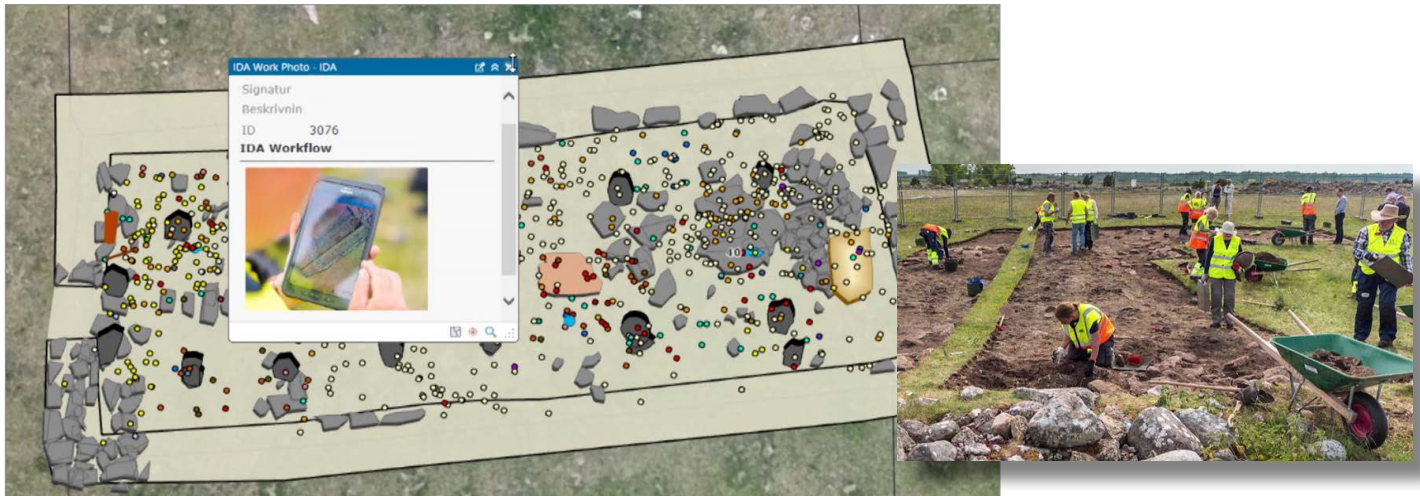 IDA Work Photo - IDA
Signatur
Beskrivnin
ID 3076
IDA Workflow